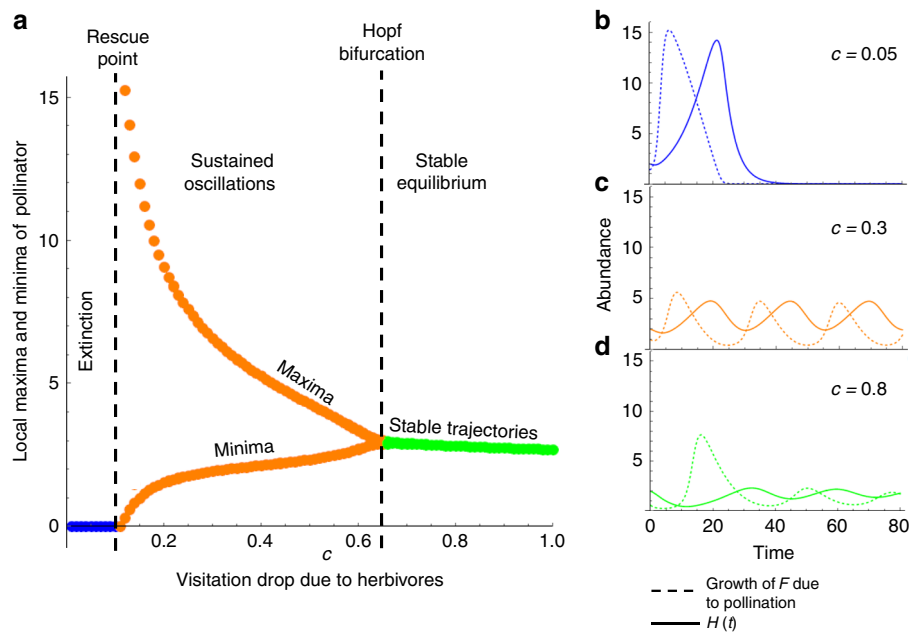 a
Rescue
point
Hopf
bifurcation
15
10
5
0
Local maxima and minima of pollinator
Extinction
Sustained
oscillations
Stable
equilibrium
Maxima
Minima
Stable trajectories
0.2
0.4
0.6
0.8
1.0
c
Visitation drop due to herbivores
b
15
10
5
c = 0.05
c
15
10
5
c = 0.3
Abundance
d
15
10
5
c = 0.8
0
20
40
60
80
Time
Growth of F due
to pollination
H (t)